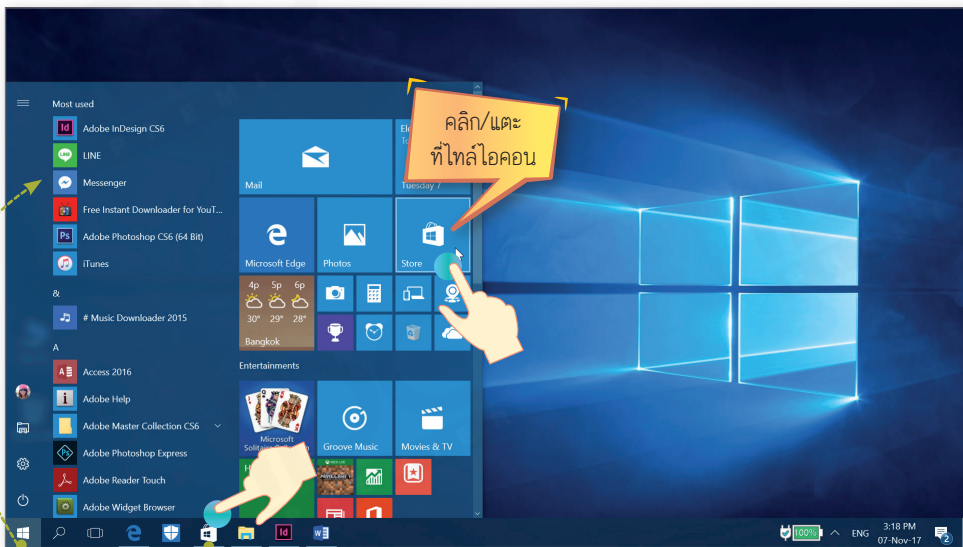 Most used
Adobe InDesign CS6
LINE
Messenger
Free Instant Downloader for YouT...
Adobe Photoshop CS6 (64 Bit)
iTunes
&
# Music Downloader 2015
A
Access 2016
Adobe Help
Adobe Master Collection CS6
Adobe Photoshop Express
Adobe Reader Touch
Adobe Widget Browser
Mail
Tuesday 7
คลิก/แตะ
ที่ไทล์ไอคอน
Microsoft Edge
Photos
Store
4p 5p 6p
30° 29° 28°
Bangkok
Entertainments
Microsoft
Groove Music
Movies & TV
MINECRAFT
100%
ENG
3:18 PM
07-Nov-17
2